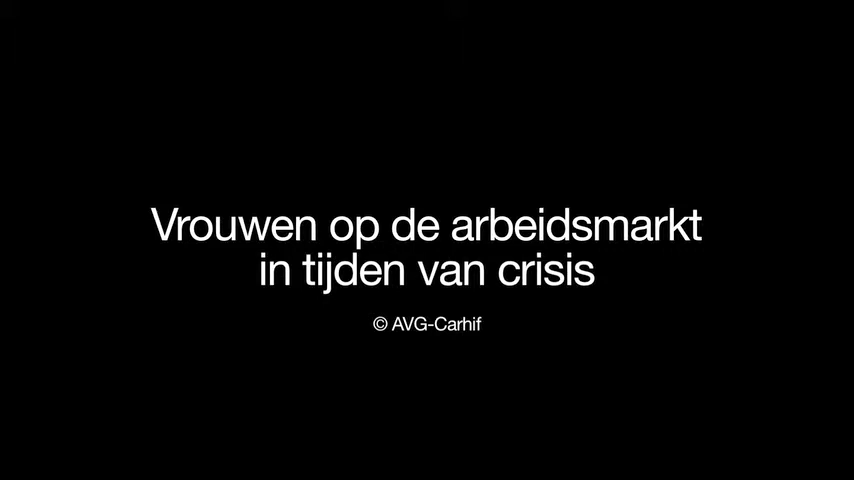 Vrouwen op de arbeidsmarkt
in tijden van crisis
© AVG-Carhif